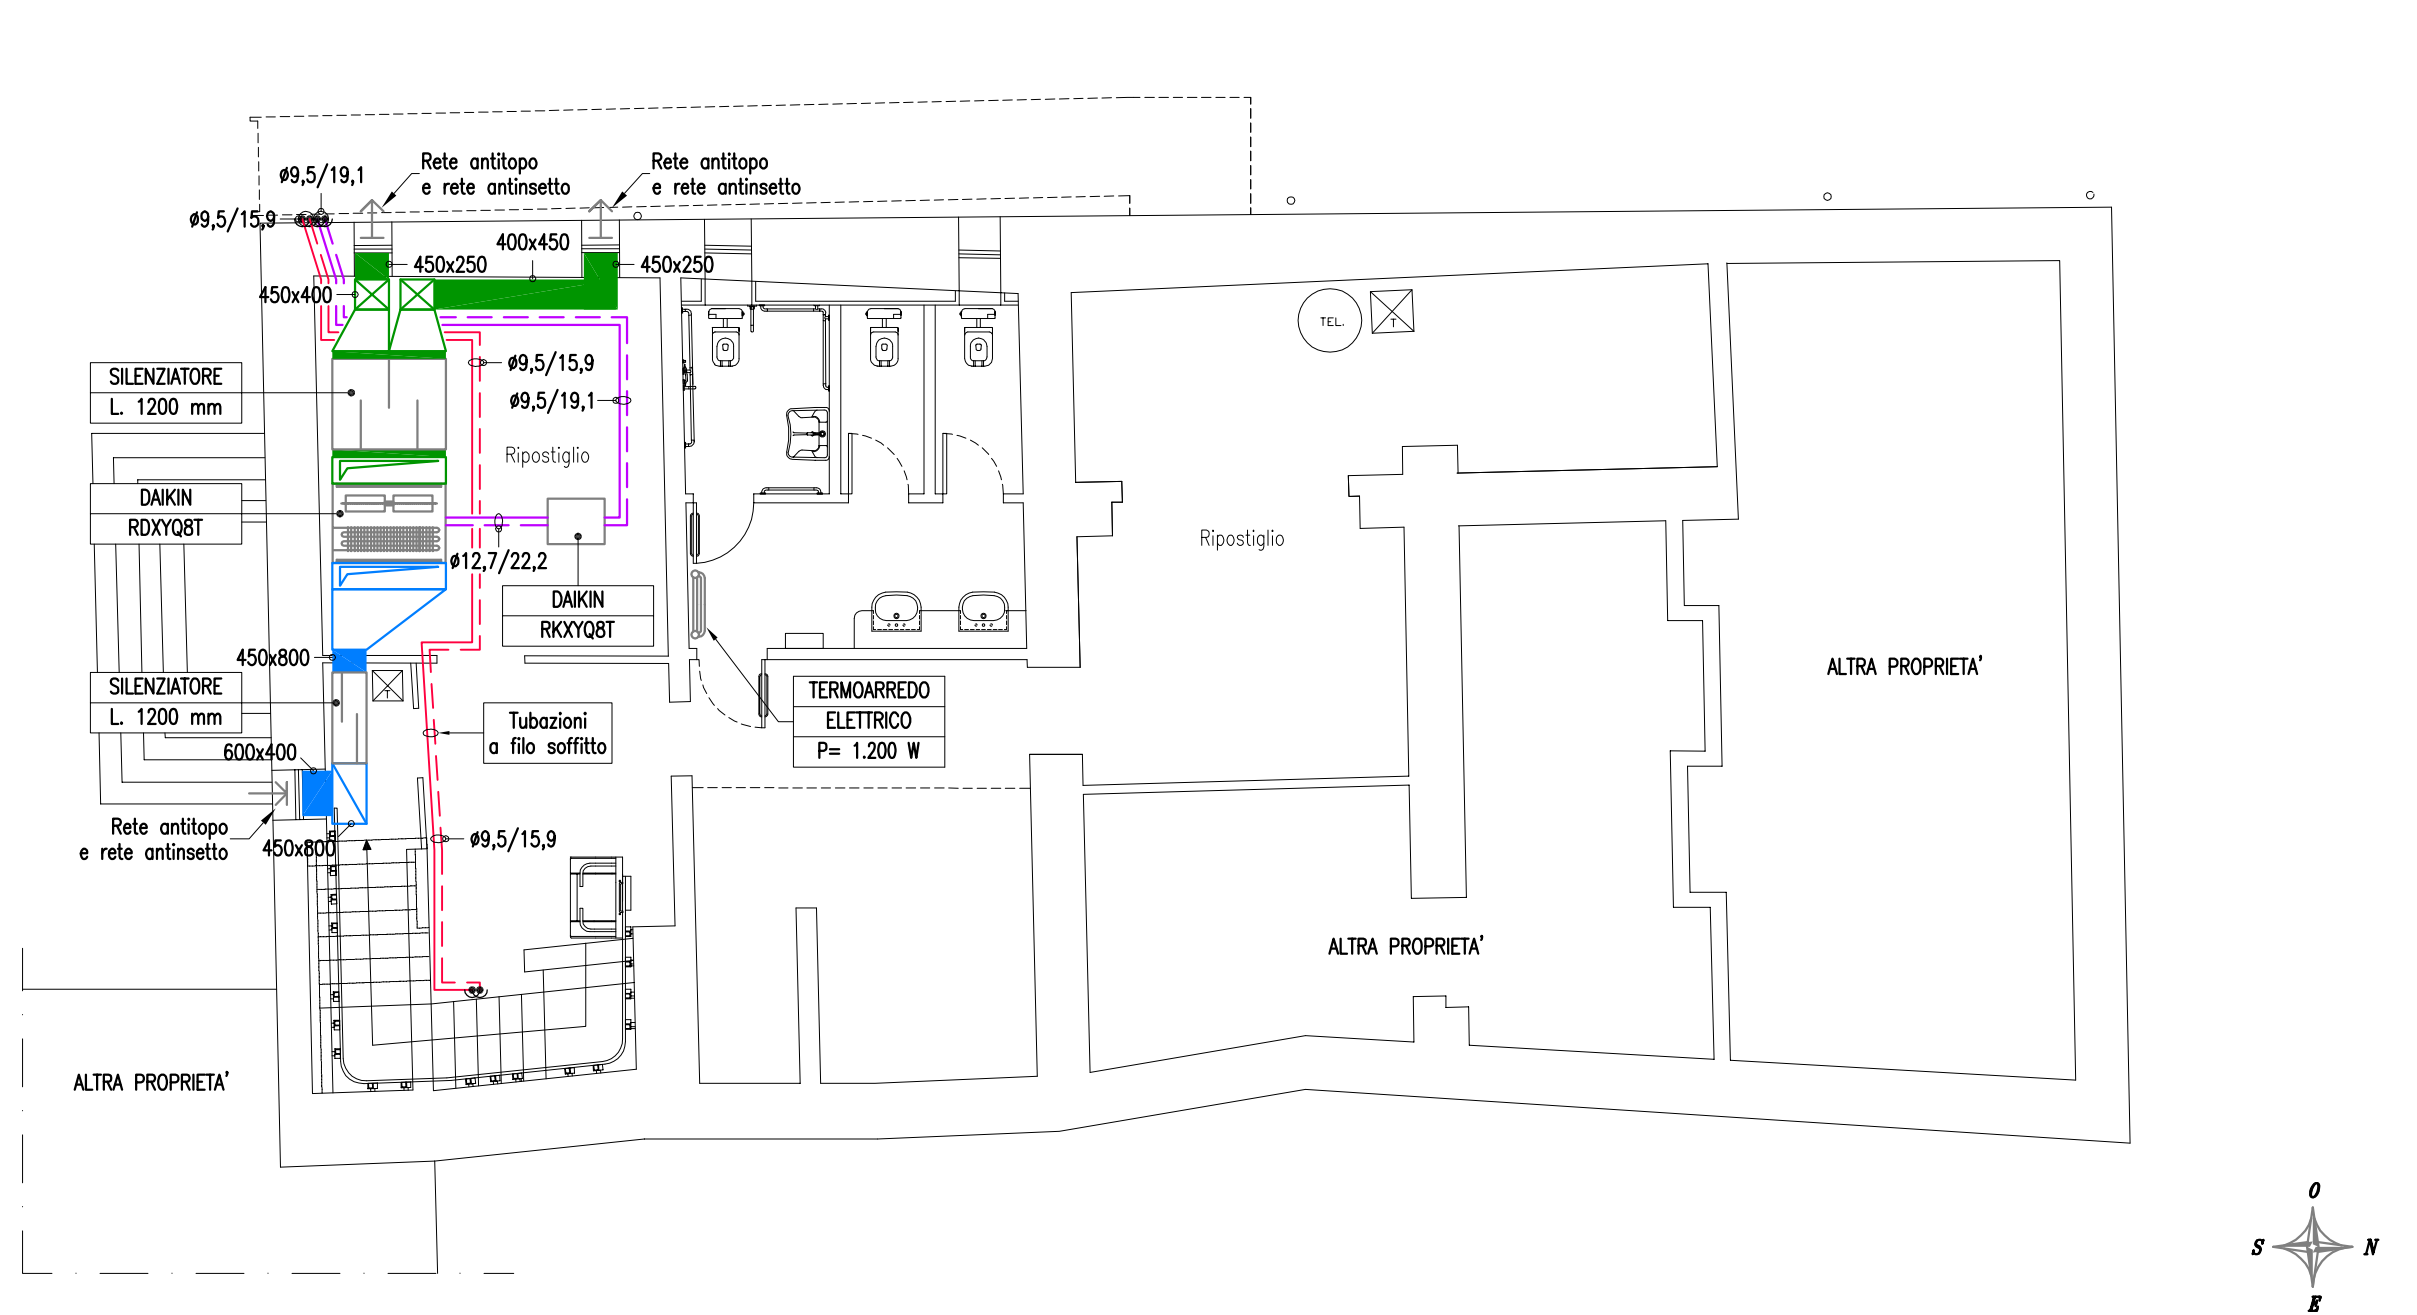 Rete antitopo
e rete antinsetto
Rete antitopo
e rete antinsetto
ø9,5/19,1
ø9,5/15,9
400x450
450x250
450x250
450x400
TEL.
T
ø9,5/15,9
ø9,5/19,1
SILENZIATORE
L. 1200 mm
Ripostiglio
DAIKIN
RDXYQ8T
Ripostiglio
ø12,7/22,2
DAIKIN
RKXYQ8T
450x800
T
SILENZIATORE
L. 1200 mm
TERMOARREDO
ELETTRICO
P= 1.200 W
ALTRA PROPRIETA'
Tubazioni
a filo soffitto
600x400
Rete antitopo
e rete antinsetto
450x800
ø9,5/15,9
ALTRA PROPRIETA'
ALTRA PROPRIETA'
O
S
N
E